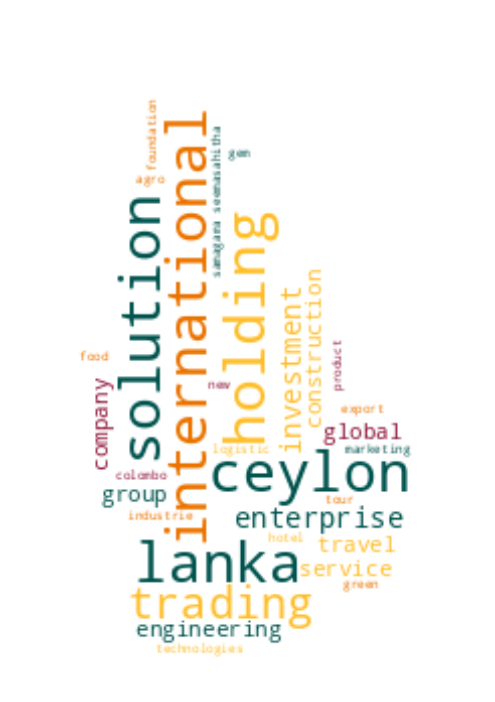 foundation
international
samagara seemasahitha
gem
agro
solution
holding
construction
investment
product
food
company
new
export
global
logistic
marketing
ceylon
colombo
group
tour
industrie
enterprise
hotel
travel
lanka
service
green
trading
engineering
technologies